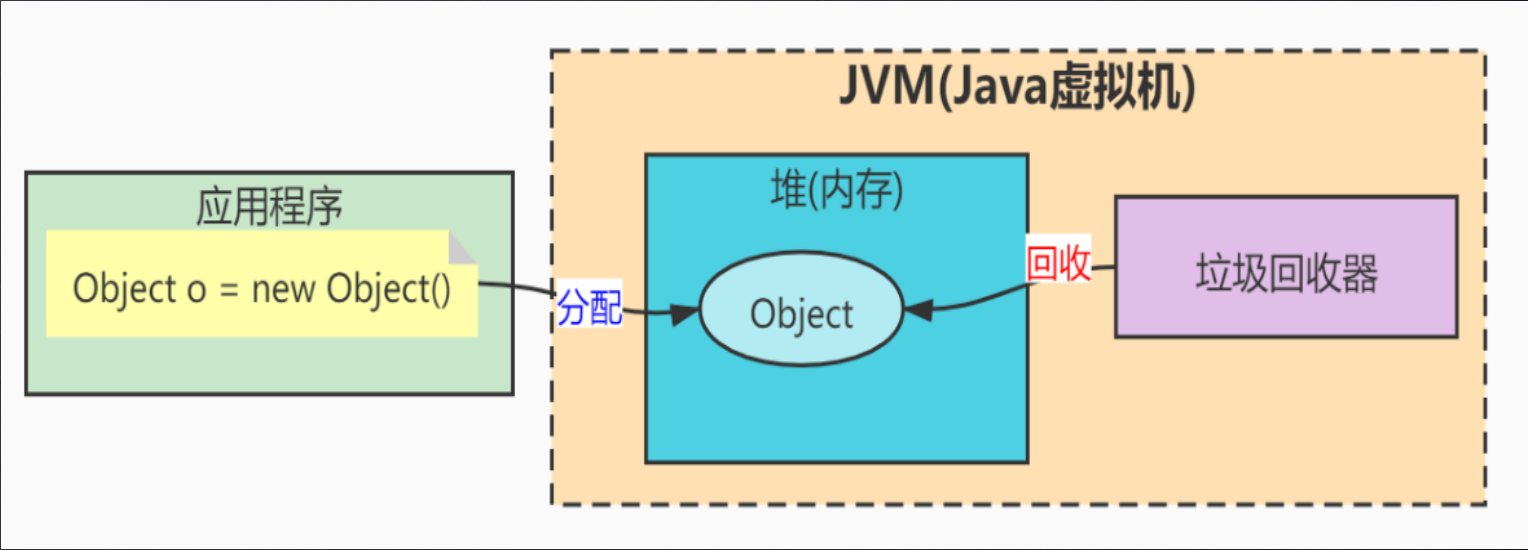 JVM(Java虚拟机)
应用程序
Object o = new Object()
分配
堆(内存)
Object
回收
垃圾回收器